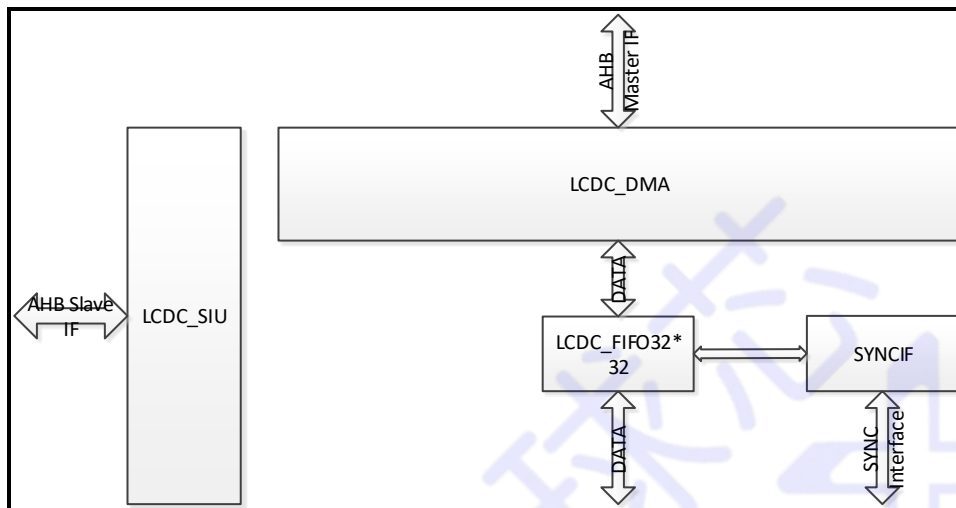 AHB
Master IF
LCDC_DMA
DATA
AHB Slave
IF
LCDC_SIU
LCDC_FIFO32*
32
SYNCIF
DATA
SYNC
Interface